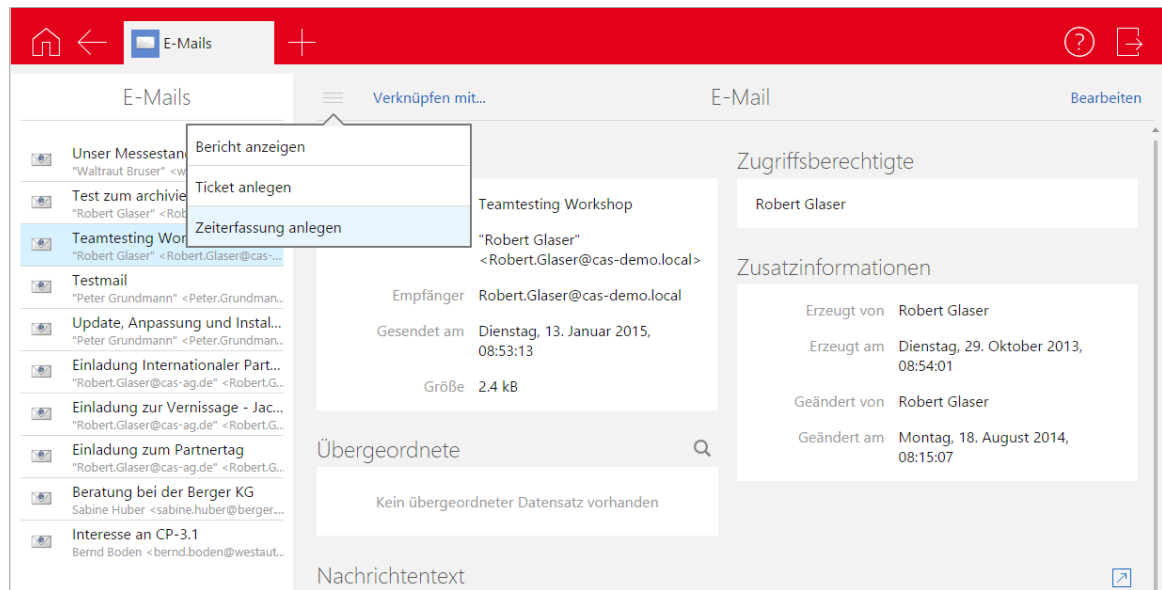 E-Mails
?
E-Mails
Verknüpfen mit...
E-Mail
Bearbeiten
Unser Messestan
"Waltraut Bruser" <w
Test zum archivie
"Robert Glaser" <Rob
Teamtesting Wor
"Robert Glaser" <Robert.Glaser@cas-...
Testmail
"Peter Grundmann" <Peter.Grundman...
Update, Anpassung und Instal...
"Peter Grundmann" <Peter.Grundman...
Einladung Internationaler Part...
"Robert.Glaser@cas-ag.de" <Robert.G...
Einladung zur Vernissage - Jac...
"Robert.Glaser@cas-ag.de" <Robert.G...
Einladung zum Partnertag
"Robert.Glaser@cas-ag.de" <Robert.G...
Beratung bei der Berger KG
Sabine Huber <sabine.huber@berger....
Interesse an CP-3.1
Bernd Boden <bernd.boden@westaut...
Bericht anzeigen
Ticket anlegen
Zeiterfassung anlegen
Teamtesting Workshop
"Robert Glaser"
<Robert.Glaser@cas-demo.local>
Empfänger Robert.Glaser@cas-demo.local
Gesendet am Dienstag, 13. Januar 2015,
08:53:13
Größe 2.4 kB
Übergeordnete
Kein übergeordneter Datensatz vorhanden
Nachrichtentext
Zugriffsberechtigte
Robert Glaser
Zusatzinformationen
Erzeugt von Robert Glaser
Erzeugt am Dienstag, 29. Oktober 2013,
08:54:01
Geändert von Robert Glaser
Geändert am Montag, 18. August 2014,
08:15:07